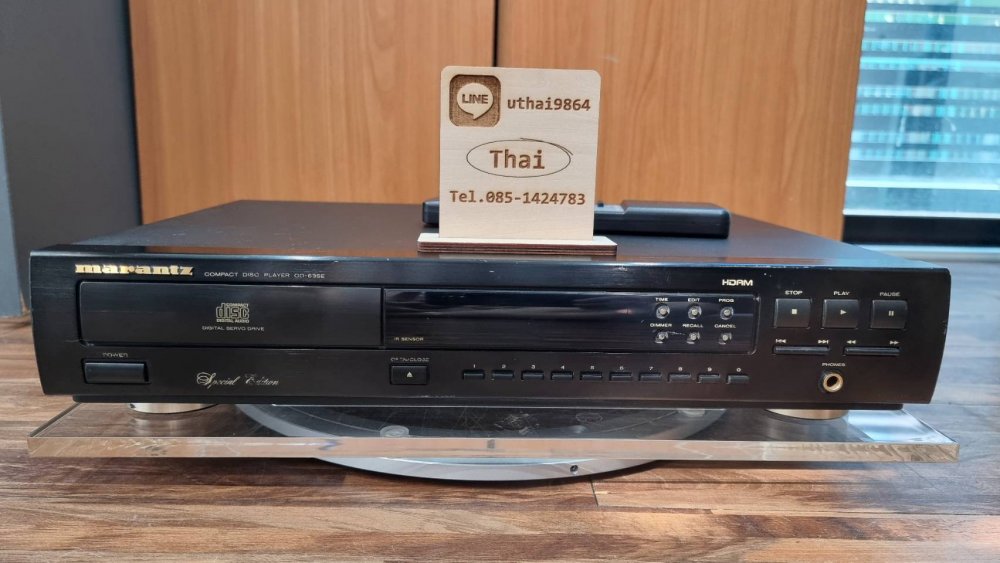 LINE
uthai9864
Thai
Tel.085-1424783
marantz
COMPACT DISC PLAYER CD-63SE
HDAM
COMPACT
disc
DIGITAL AUDIO
DIGITAL SERVO DRIVE
IR SENSOR
TIME EDIT PROG
DIMMER RECALL CANCEL
STOP PLAY PAUSE
POWER
OPEN/CLOSE
Special Edition
1 2 3 4 5 6 7 8 9 0
PHONES